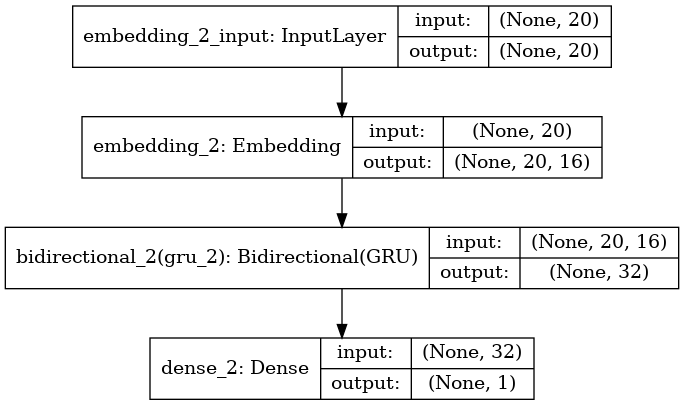 embedding_2_input: InputLayer
input: (None, 20)
output: (None, 20)
embedding_2: Embedding
input: (None, 20)
output: (None, 20, 16)
bidirectional_2(gru_2): Bidirectional(GRU)
input: (None, 20, 16)
output: (None, 32)
dense_2: Dense
input: (None, 32)
output: (None, 1)